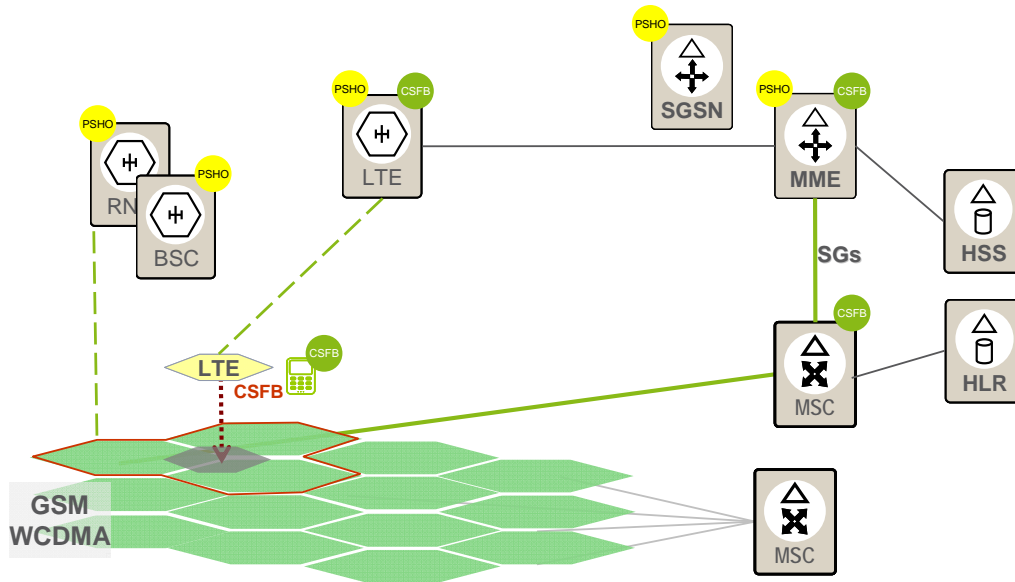 PSHO
SGSN
PSHO
CSFB
LTE
PSHO
CSFB
MME
PSHO
RN
PSHO
BSC
HSS
SGs
CSFB
MSC
HLR
LTE
CSFB
CSFB
GSM
WCDMA
MSC